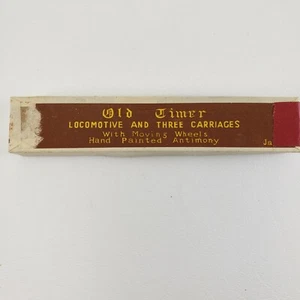 Old Timer
LOCOMOTIVE AND THREE CARRIAGES
With Moving Wheels
Hand Painted Antimony